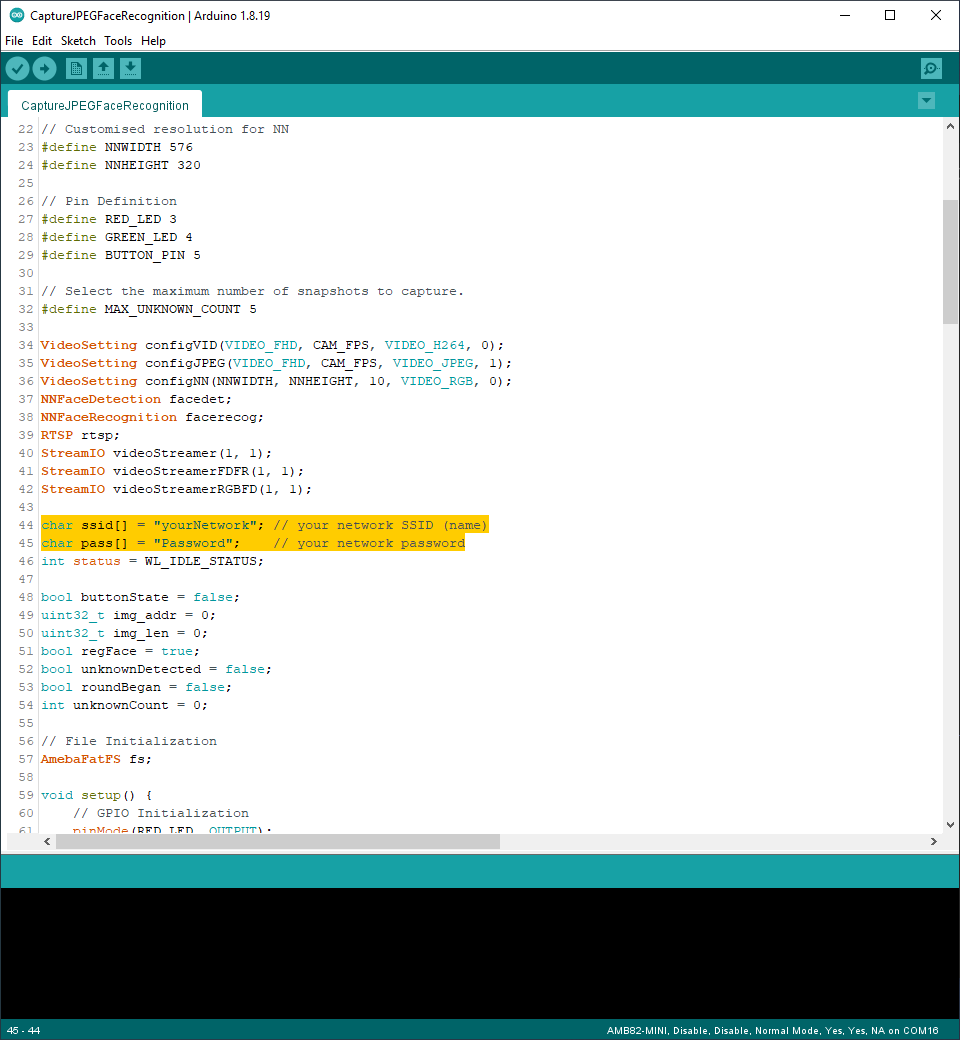 CaptureJPEGFaceRecognition | Arduino 1.8.19
File Edit Sketch Tools Help
CaptureJPEGFaceRecognition
22 // Customised resolution for NN
23 #define NNWIDTH 576
24 #define NNHEIGHT 320
25
26 // Pin Definition
27 #define RED_LED 3
28 #define GREEN_LED 4
29 #define BUTTON_PIN 5
30
31 // Select the maximum number of snapshots to capture.
32 #define MAX_UNKNOWN_COUNT 5
33
34 VideoSetting configVID(VIDEO_FHD, CAM_FPS, VIDEO_H264, 0);
35 VideoSetting configJPEG(VIDEO_FHD, CAM_FPS, VIDEO_JPEG, 1);
36 VideoSetting configNN(NNWIDTH, NNHEIGHT, 10, VIDEO_RGB, 0);
37 NNFaceDetection facedet;
38 NNFaceRecognition facerecog;
39 RTSP rtsp;
40 StreamIO videoStreamer(1, 1);
41 StreamIO videoStreamerFDFR(1, 1);
42 StreamIO videoStreamerRGBFD(1, 1);
43
44 char ssid[] = "yourNetwork"; // your network SSID (name)
45 char pass[] = "Password";    // your network password
46 int status = WL_IDLE_STATUS;
47
48 bool buttonState = false;
49 uint32_t img_addr = 0;
50 uint32_t img_len = 0;
51 bool regFace = true;
52 bool unknownDetected = false;
53 bool roundBegan = false;
54 int unknownCount = 0;
55
56 // File Initialization
57 AmebaFatFS fs;
58
59 void setup() {
60     // GPIO Initialization
61     pinMode(RED_LED, OUTPUT);
45 - 44
AMB82-MINI, Disable, Disable, Normal Mode, Yes, Yes, NA on COM16